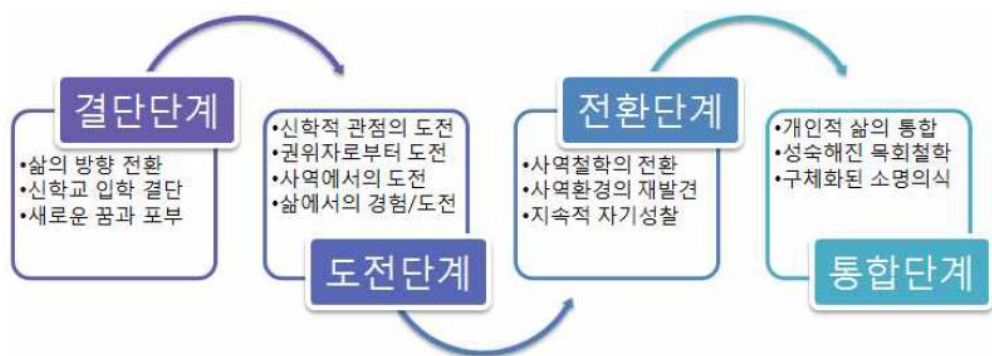 결단단계
•삶의 방향 전환
•신학교 입학 결단
•새로운 꿈과 포부
•신학적 관점의 도전
•권위자로부터 도전
•사역에서의 도전
•삶에서의 경험/도전
도전단계
전환단계
•사역철학의 전환
•사역환경의 재발견
•지속적 자기성찰
•개인적 삶의 통합
•성숙해진 목회철학
•구체화된 소명의식
통합단계